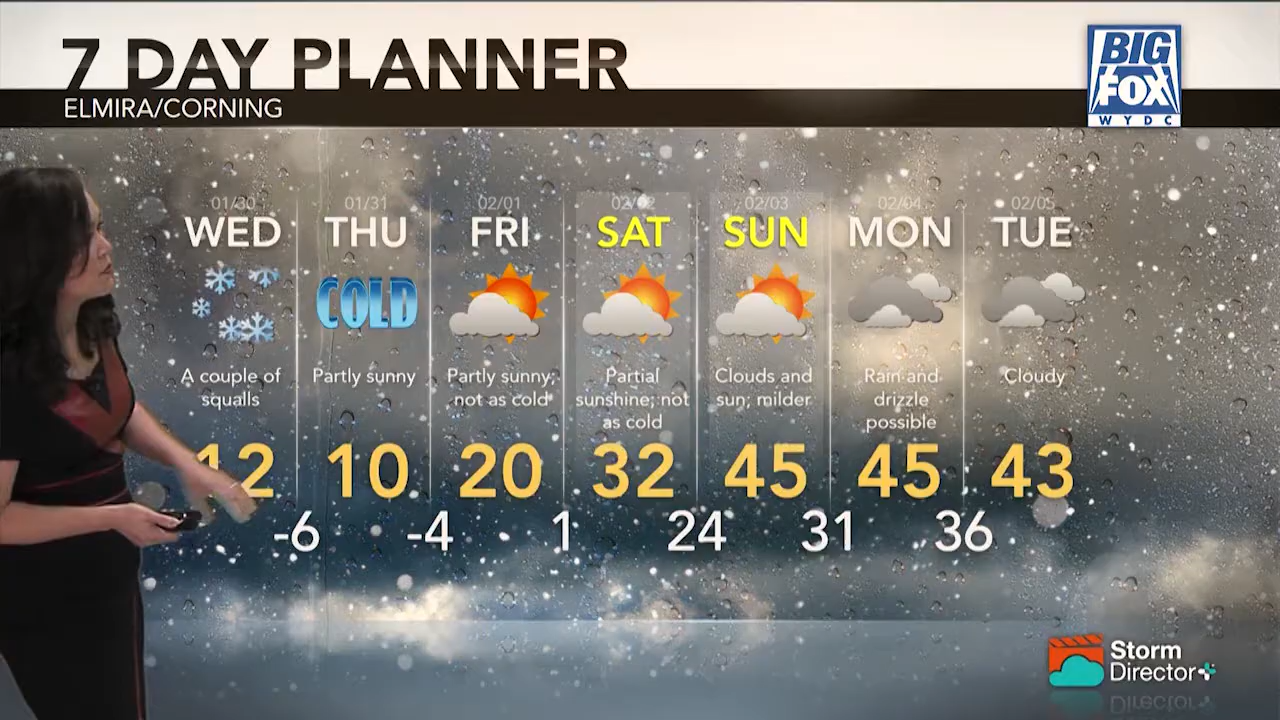 7 DAY PLANNER
ELMIRA/CORNING
BIG
FOX
WYDC
01/30
WED
A couple of
squalls
12
-6
01/31
THU
COLD
Partly sunny
10
-4
02/01
FRI
Partly sunny;
not as cold
20
1
02/02
SAT
Partial
sunshine; not
as cold
32
24
02/03
SUN
Clouds and
sun; milder
45
31
02/04
MON
Rain and
drizzle
possible
45
36
02/05
TUE
Cloudy
43
Storm
Director+